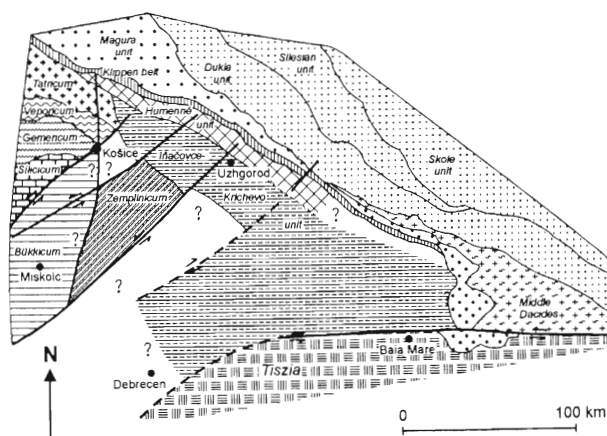 Magura
unit
Klippen belt
Dukla
unit
Silesian
unit
Skole
unit
Tatricum
Veporicum
Gemericum
Silicicum
Bükkicum
Miskolc
Košice
Humenné
unit
Iňačovce
Uzhgorod
Krichevo
unit
Zemplinicum
?
?
?
?
?
?
?
?
Middle
Dacides
Baia Mare
Tiszia
Debrecen
N
0 100 km